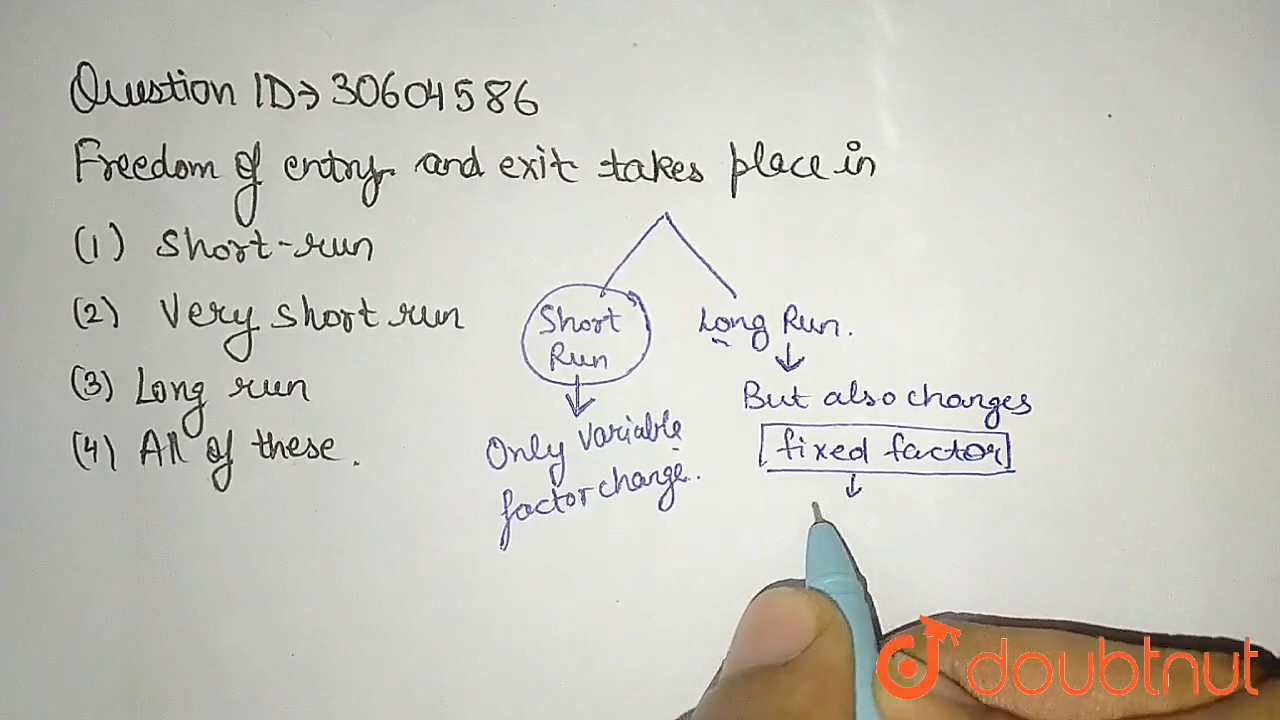 Question ID→ 30604586
Freedom of entry and exit takes place in
(1) Short-run
(2) Very short run
(3) Long run
(4) All of these.
Short
Run
Only variable
factor change.
Long Run.
But also changes
fixed factor
doubtnut